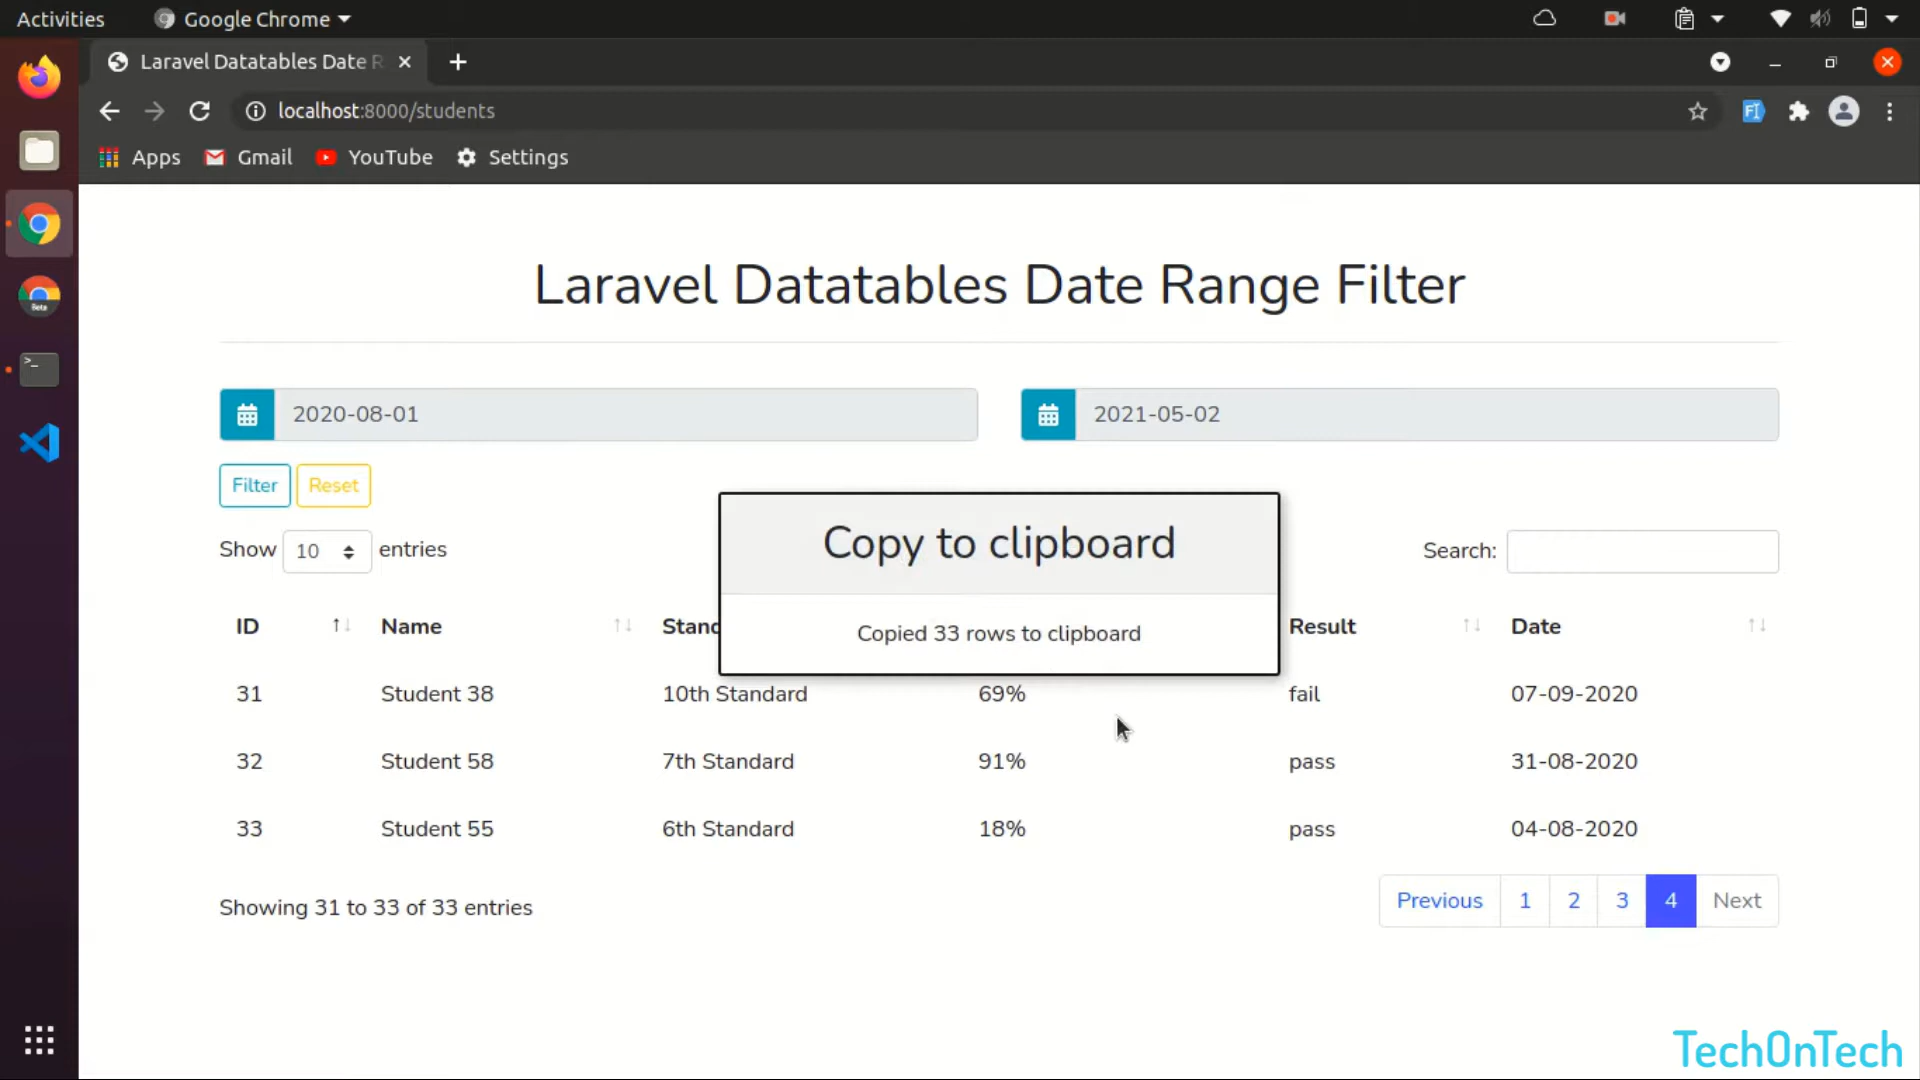 Activities Google Chrome
Laravel Datatables Date R
localhost:8000/students
Apps Gmail YouTube Settings
Laravel Datatables Date Range Filter
2020-08-01 2021-05-02
Filter Reset
Show 10 entries Search:
Copy to clipboard
Copied 33 rows to clipboard
ID Name Stand Result Date
31 Student 38 10th Standard 69% fail 07-09-2020
32 Student 58 7th Standard 91% pass 31-08-2020
33 Student 55 6th Standard 18% pass 04-08-2020
Showing 31 to 33 of 33 entries
Previous 1 2 3 4 Next
TechOnTech